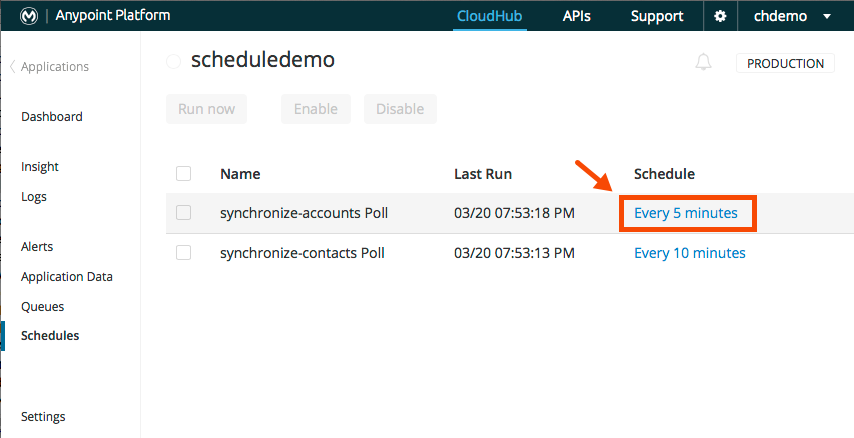 Anypoint Platform CloudHub APIs Support chdemo
Applications
scheduledemo
PRODUCTION
Run now Enable Disable
Dashboard
Insight
Logs
Alerts
Application Data
Queues
Schedules
Settings
Name Last Run Schedule
synchronize-accounts Poll 03/20 07:53:18 PM Every 5 minutes
synchronize-contacts Poll 03/20 07:53:13 PM Every 10 minutes